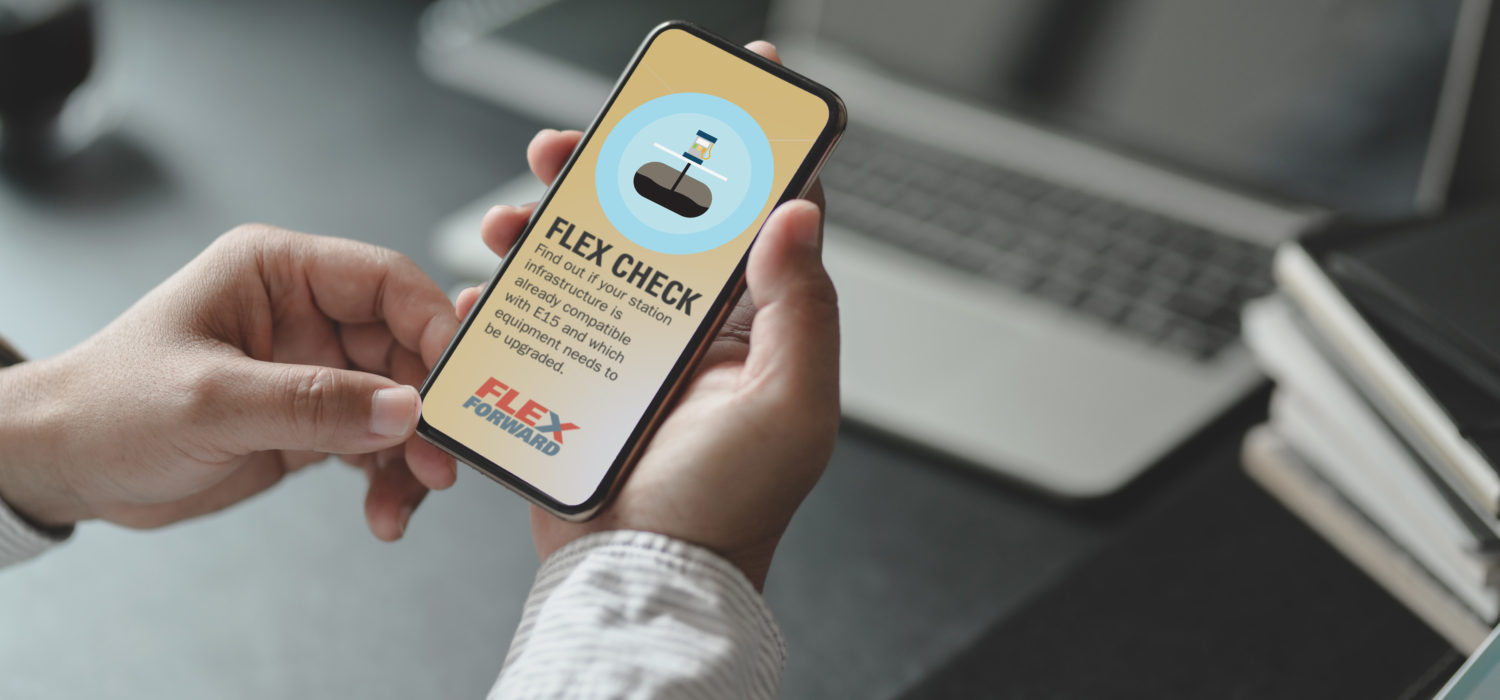 FLEX CHECK
Find out if your station
infrastructure is
already compatible
with E15 and which
equipment needs to
be upgraded.
FLEX
FORWARD